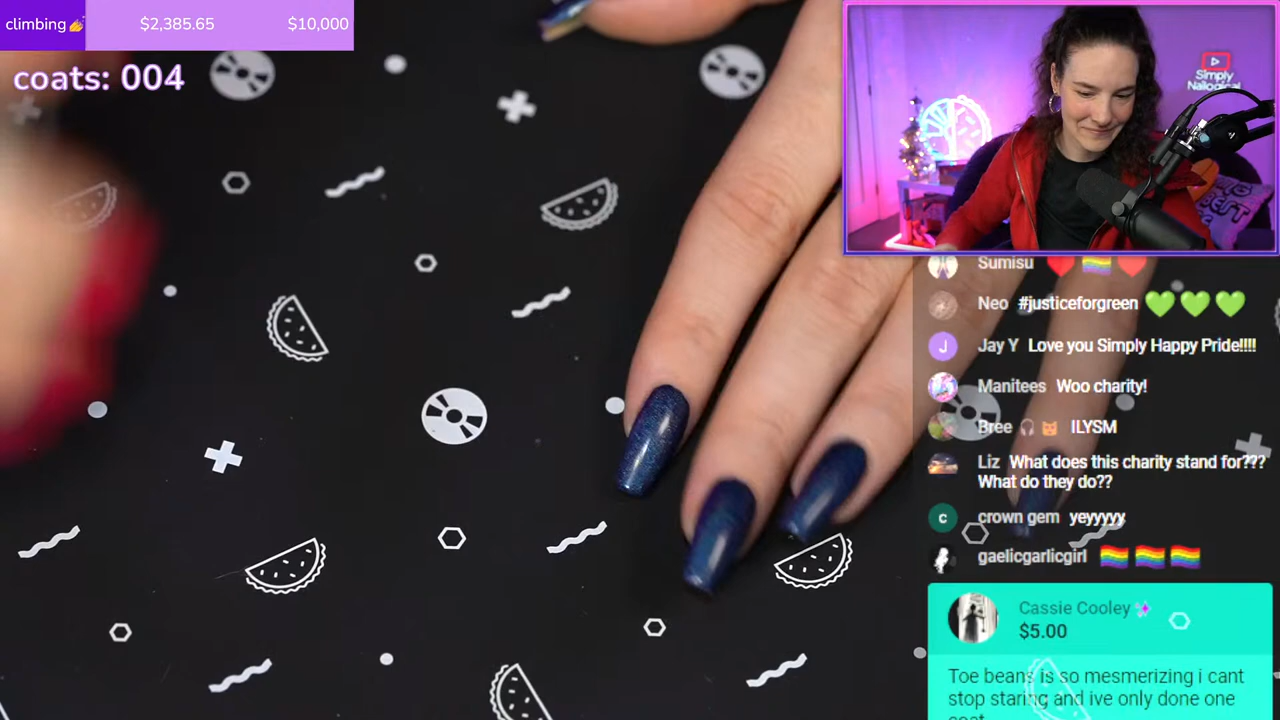 climbing💅 $2,385.65 $10,000
coats: 004
Simply
Nailogical
Sumisu ❤️ 🏳️‍🌈 ❤️
Neo #justiceforgreen 💚 💚 💚
J Jay Y Love you Simply Happy Pride!!!!
Manitees Woo charity!
Bree 🎧 🐱 ILYSM
Liz What does this charity stand for???
What do they do??
c crown gem yeyyyyy
gaelicgarlicgirl 🏳️‍🌈 🏳️‍🌈 🏳️‍🌈
Cassie Cooley ✨
$5.00
Toe beans is so mesmerizing i cant
stop staring and ive only done one